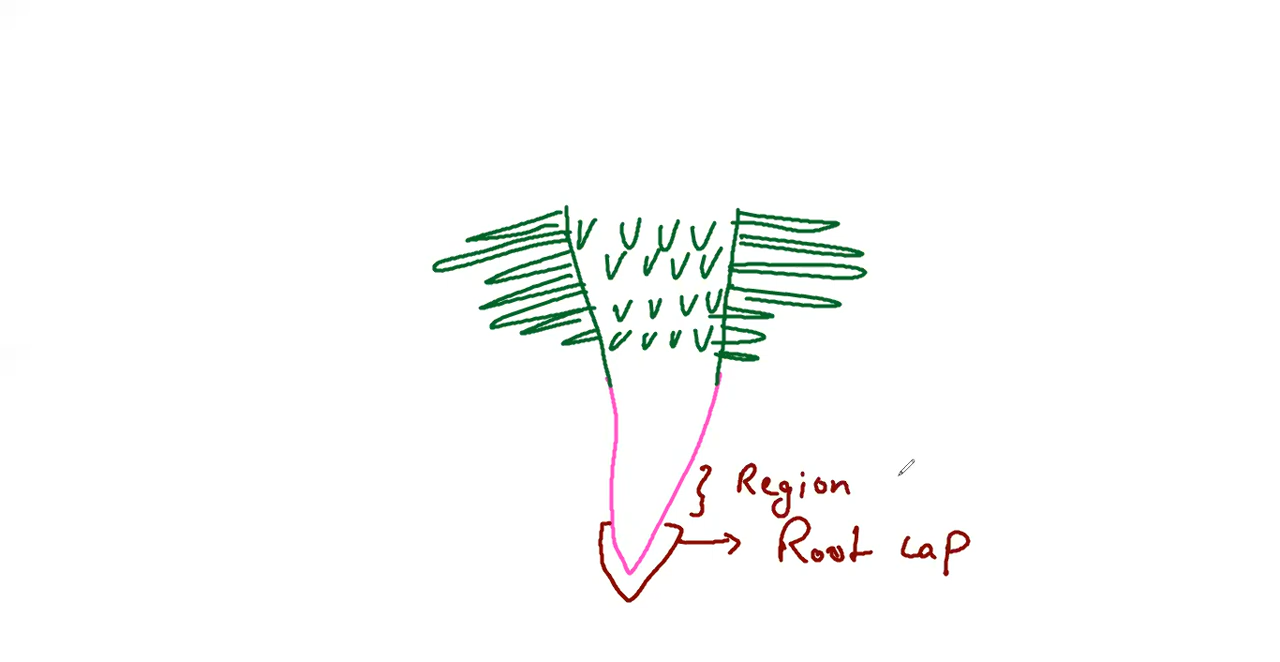 } Region
→ Root cap